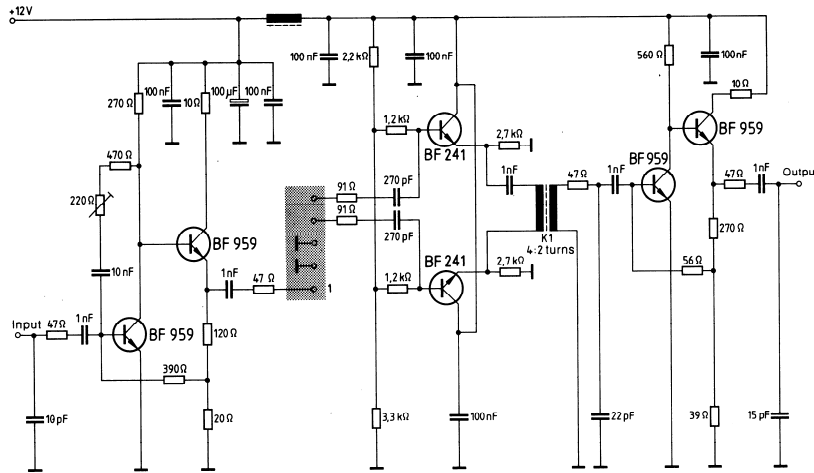 +12V
100 nF
2,2 kΩ
100 nF
560 Ω
100 nF
270 Ω
100 nF
10 Ω
100 µF
100 nF
10 Ω
BF 959
1,2 kΩ
BF 241
2,7 kΩ
470 Ω
220 Ω
91 Ω
270 pF
91 Ω
270 pF
1nF
47 Ω
1nF
BF 959
47 Ω
1nF
Outpu
BF 959
K1
4:2 turns
270 Ω
10 nF
1nF
47 Ω
1
1,2 kΩ
BF 241
2,7 kΩ
56 Ω
Input
47 Ω
1nF
BF 959
120 Ω
390 Ω
10 pF
20 Ω
3,3 kΩ
100 nF
22 pF
39 Ω
15 pF